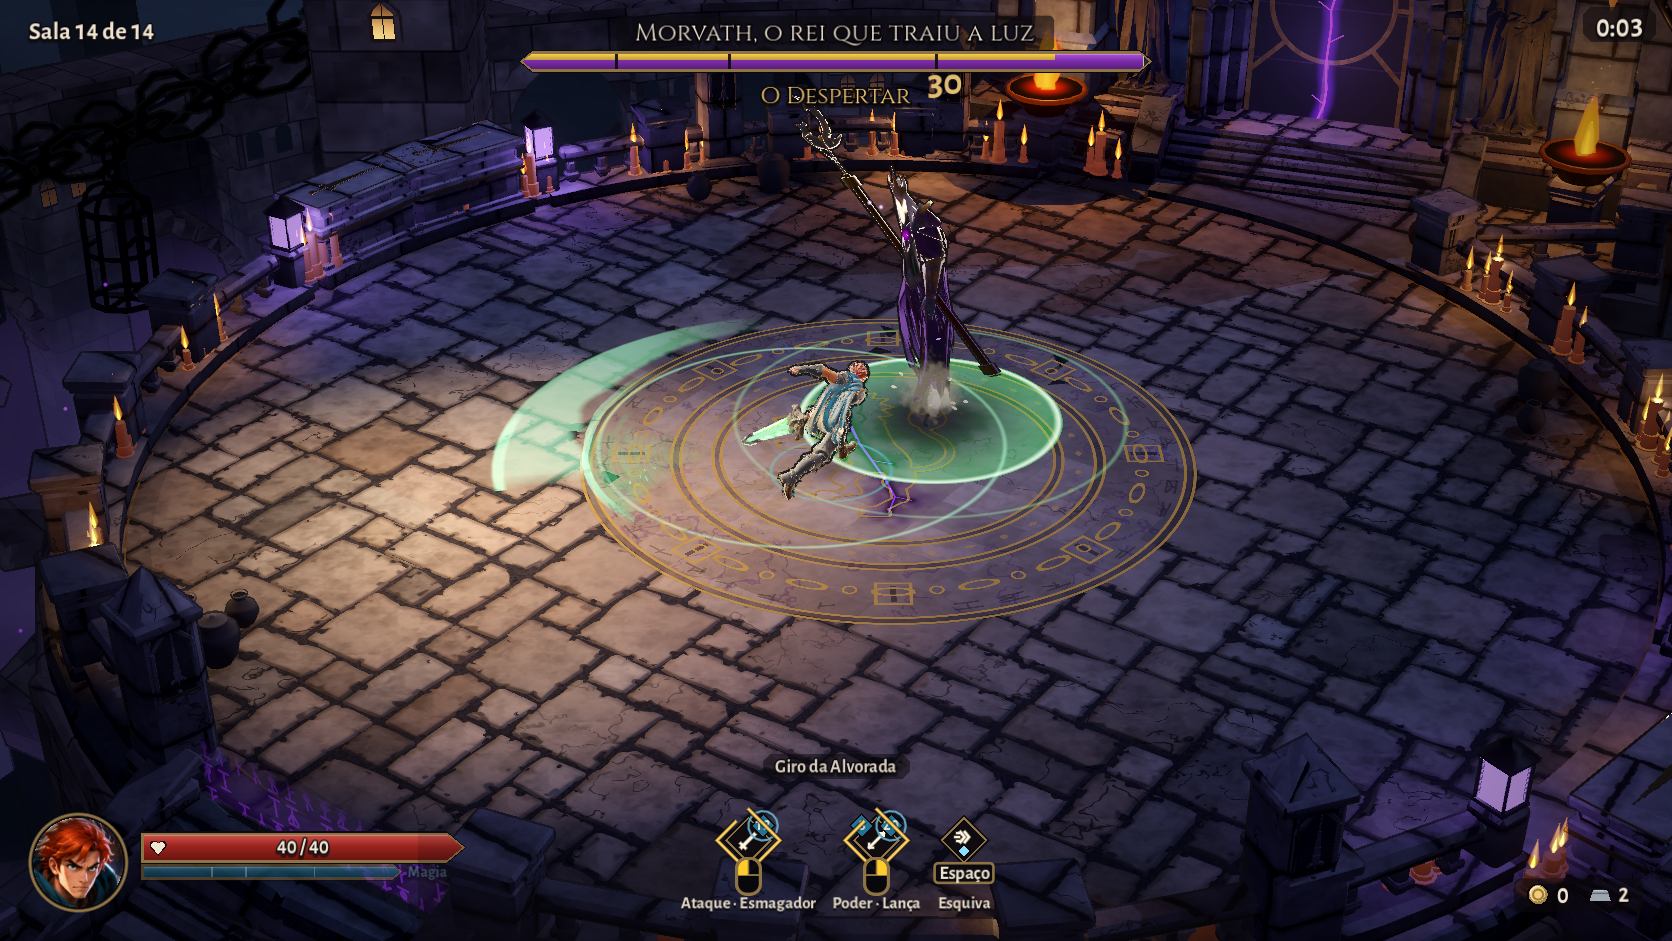 Sala 14 de 14
MORVATH, O REI QUE TRAIU A LUZ
0:03
O DESPERTAR
30
Giro da Alvorada
40/40
Magia
Espaço
Ataque · Esmagador
Poder · Lança
Esquiva
0
2